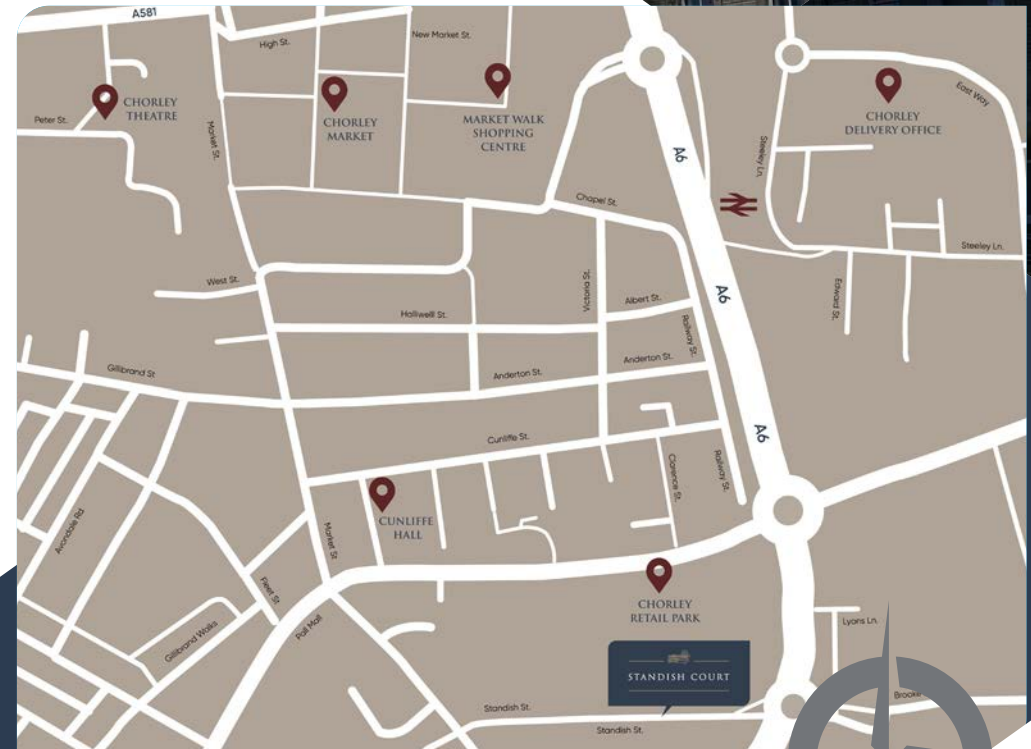 A581
High St.
New Market St.
CHORLEY
THEATRE
Peter St.
Market St.
CHORLEY
MARKET
MARKET WALK
SHOPPING
CENTRE
A6
Steeley Ln.
CHORLEY
DELIVERY OFFICE
East Way
Chapel St.
Steeley Ln.
West St.
Victoria St.
Albert St.
A6
Edward St.
Halliwell St.
Railway St.
Gillibrand St
Anderton St.
Anderton St.
Cunliffe St.
A6
Clarence St.
Railway St.
Avondale Rd
CUNLIFFE
HALL
Market St
Fleet St
Pall Mall
Gillibrand Walks
CHORLEY
RETAIL PARK
Lyons Ln.
STANDISH COURT
Standish St.
Standish St.